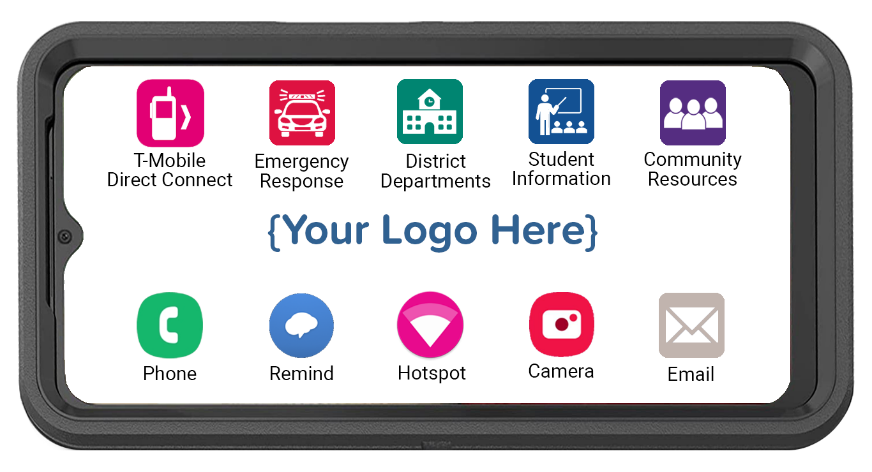 T-Mobile
Direct Connect
Emergency
Response
District
Departments
Student
Information
Community
Resources
{Your Logo Here}
Phone
Remind
Hotspot
Camera
Email